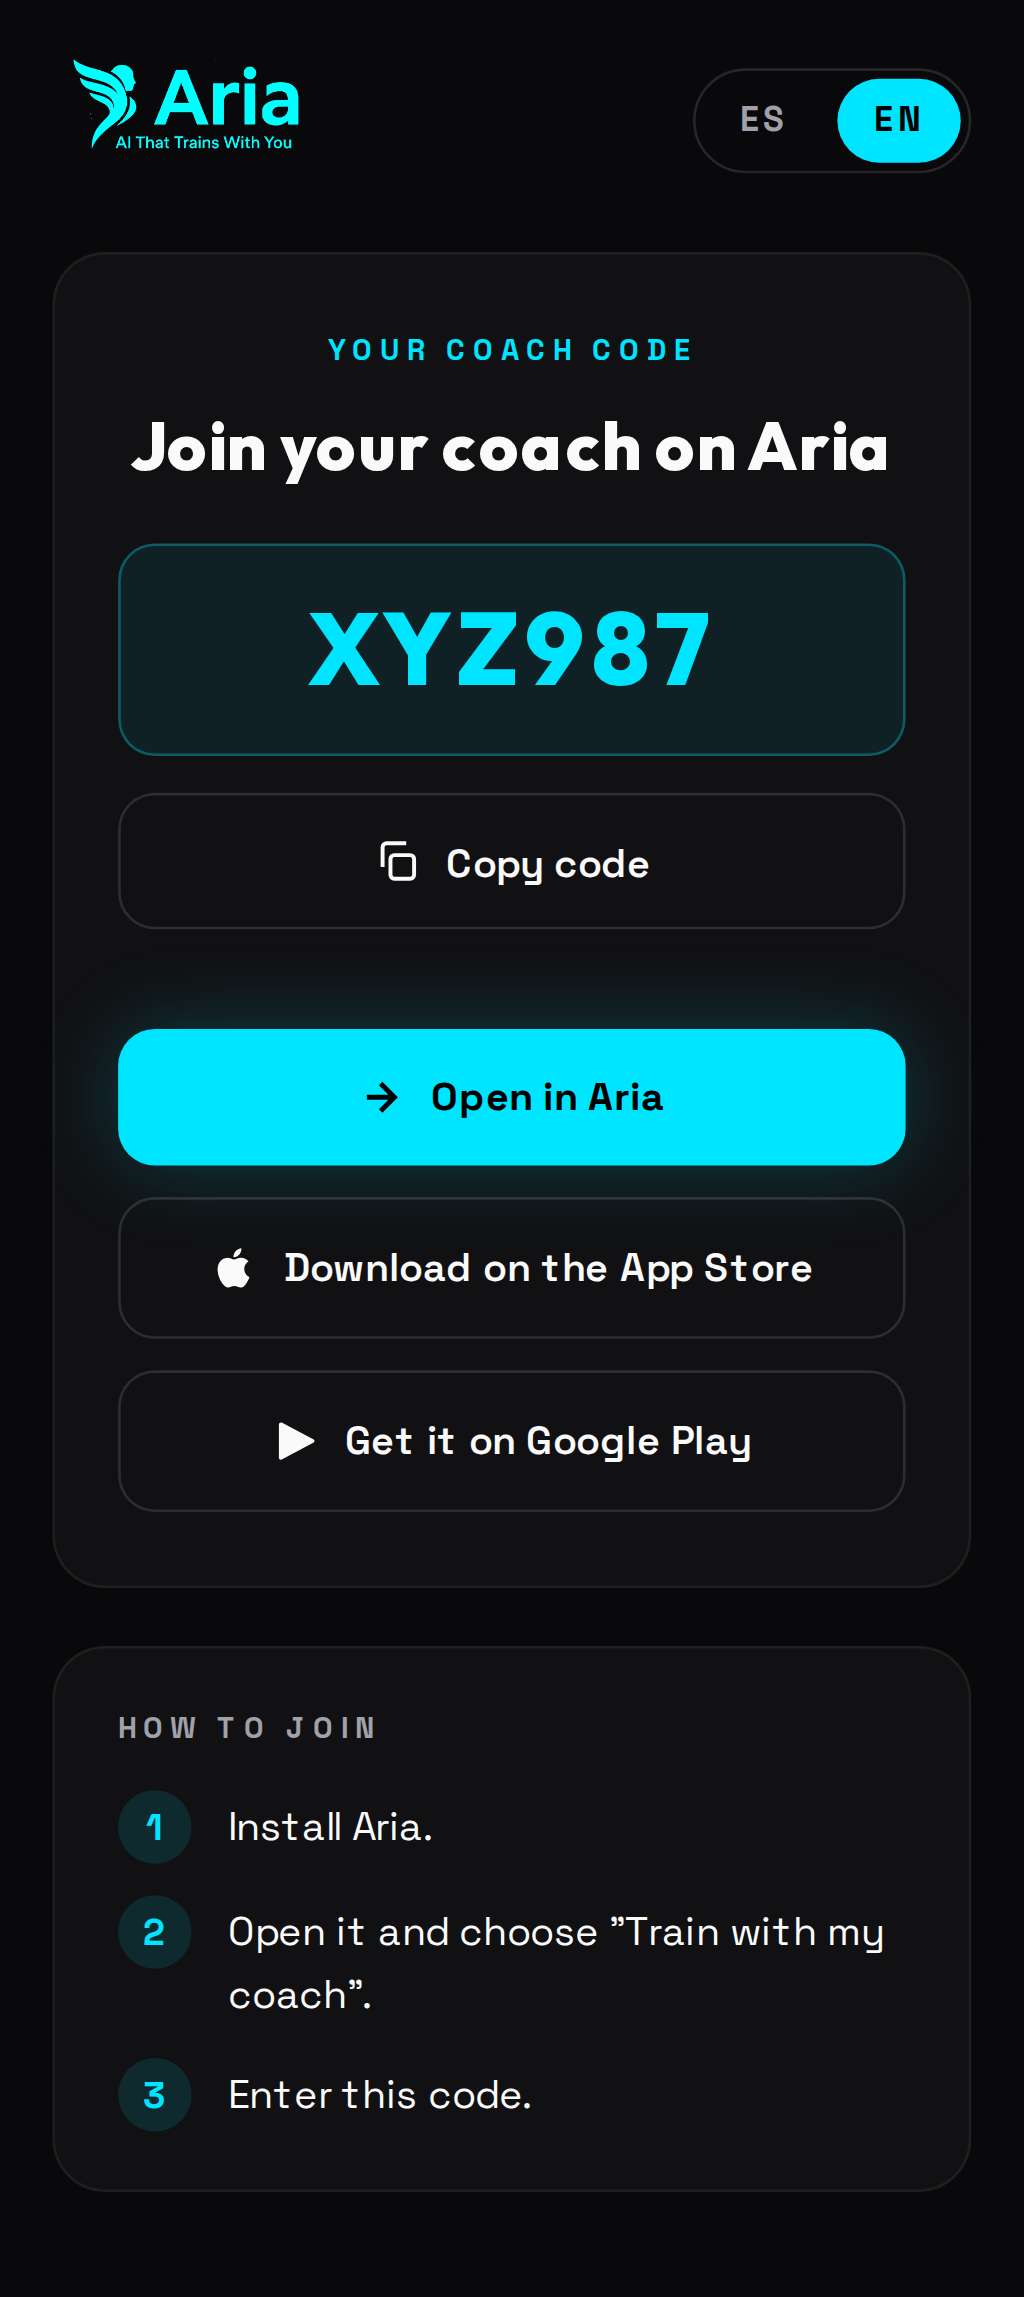 Aria
AI That Trains With You
ES
EN
YOUR COACH CODE
Join your coach on Aria
XYZ987
Copy code
Open in Aria
Download on the App Store
Get it on Google Play
HOW TO JOIN
1
Install Aria.
2
Open it and choose ”Train with my
coach”.
3
Enter this code.